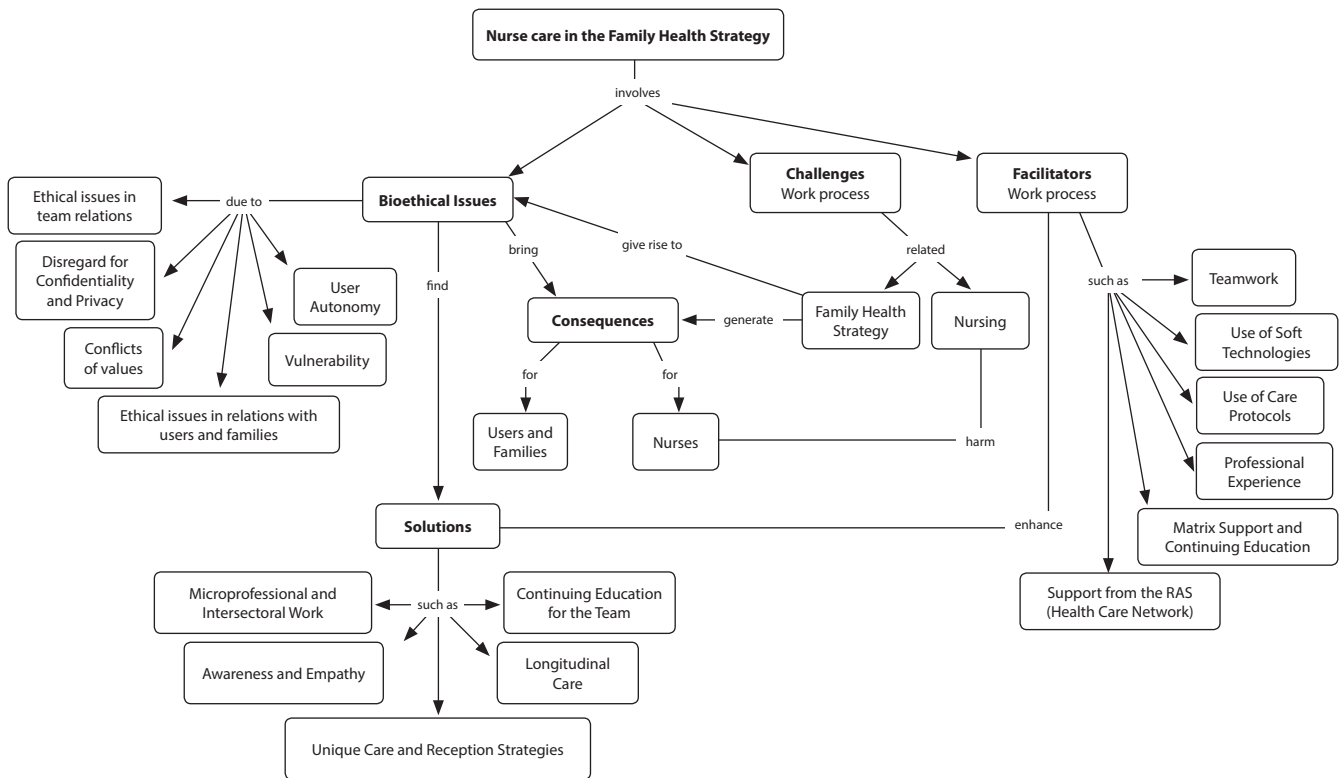 Nurse care in the Family Health Strategy
involves
Challenges
Work process
Facilitators
Work process
Bioethical Issues
due to
Ethical issues in
team relations
Disregard for
Confidentiality
and Privacy
Conflicts
of values
Ethical issues in relations with
users and families
Vulnerability
User
Autonomy
find
bring
give rise to
related
Consequences
generate
Family Health
Strategy
Nursing
for
for
Users and
Families
Nurses
harm
such as
Teamwork
Use of Soft
Technologies
Use of Care
Protocols
Professional
Experience
Matrix Support and
Continuing Education
Support from the RAS
(Health Care Network)
Solutions
enhance
such as
Microprofessional and
Intersectoral Work
Continuing Education
for the Team
Awareness and Empathy
Longitudinal
Care
Unique Care and Reception Strategies